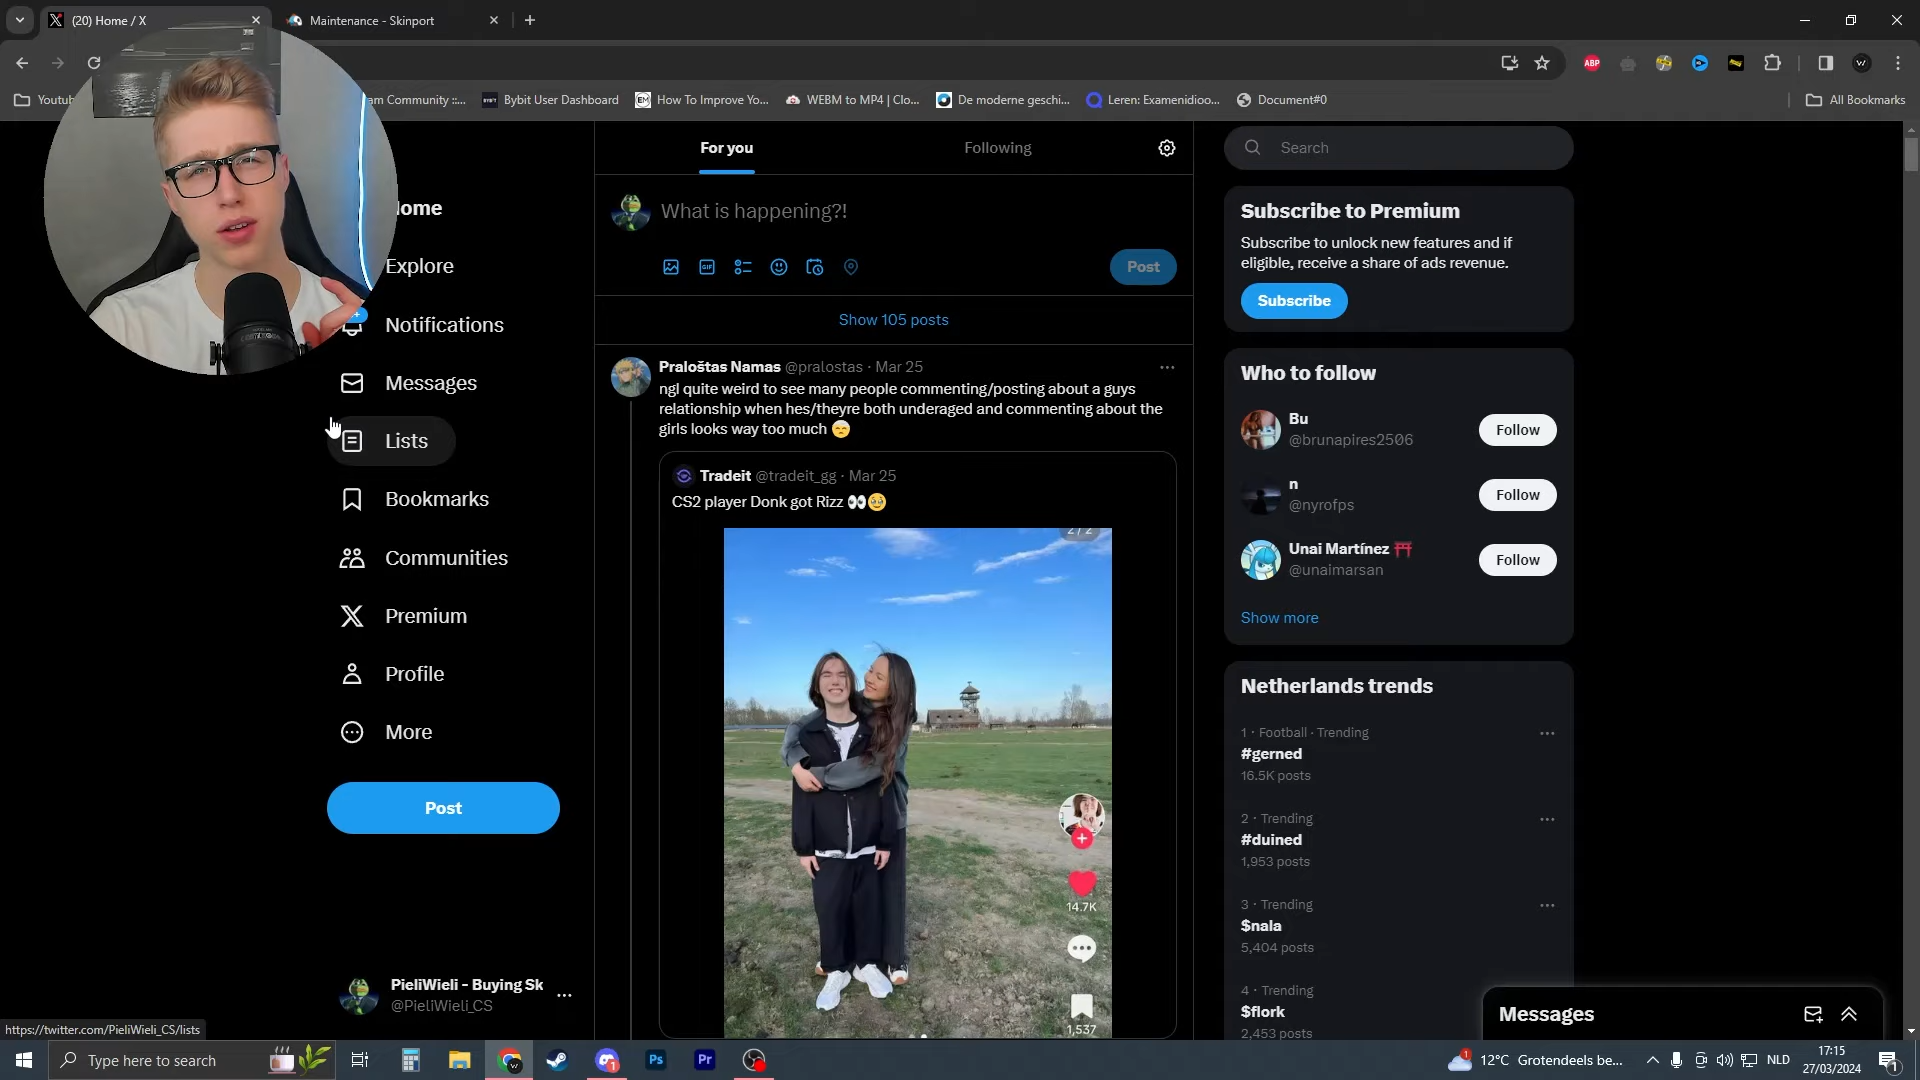 (20) Home / X
Maintenance - Skinport
am Community ::...
Bybit User Dashboard
How To Improve Yo...
WEBM to MP4 | Clo...
De moderne geschi...
Leren: Examenidioo...
Document#0
All Bookmarks
ABP
Explore
Notifications
Messages
Lists
Bookmarks
Communities
Premium
Profile
More
Post
PieliWieli - Buying Sk
@PieliWieli_CS
https://twitter.com/PieliWieli_CS/lists
For you
Following
What is happening?!
GIF
Post
Show 105 posts
Praloštas Namas @pralostas · Mar 25
ngl quite weird to see many people commenting/posting about a guys
relationship when hes/theyre both underaged and commenting about the
girls looks way too much
Tradeit @tradeit_gg · Mar 25
CS2 player Donk got Rizz
2 / 2
14.7K
1,537
Search
Subscribe to Premium
Subscribe to unlock new features and if
eligible, receive a share of ads revenue.
Subscribe
Who to follow
Bu
@brunapires2506
Follow
n
@nyrofps
Follow
Unai Martínez
@unaimarsan
Follow
Show more
Netherlands trends
1 · Football · Trending
#gerned
16.5K posts
2 · Trending
#duined
1,953 posts
3 · Trending
$nala
5,404 posts
4 · Trending
$flork
2,453 posts
Messages
Type here to search
Ps
Pr
12°C Grotendeels be...
NLD
17:15
27/03/2024